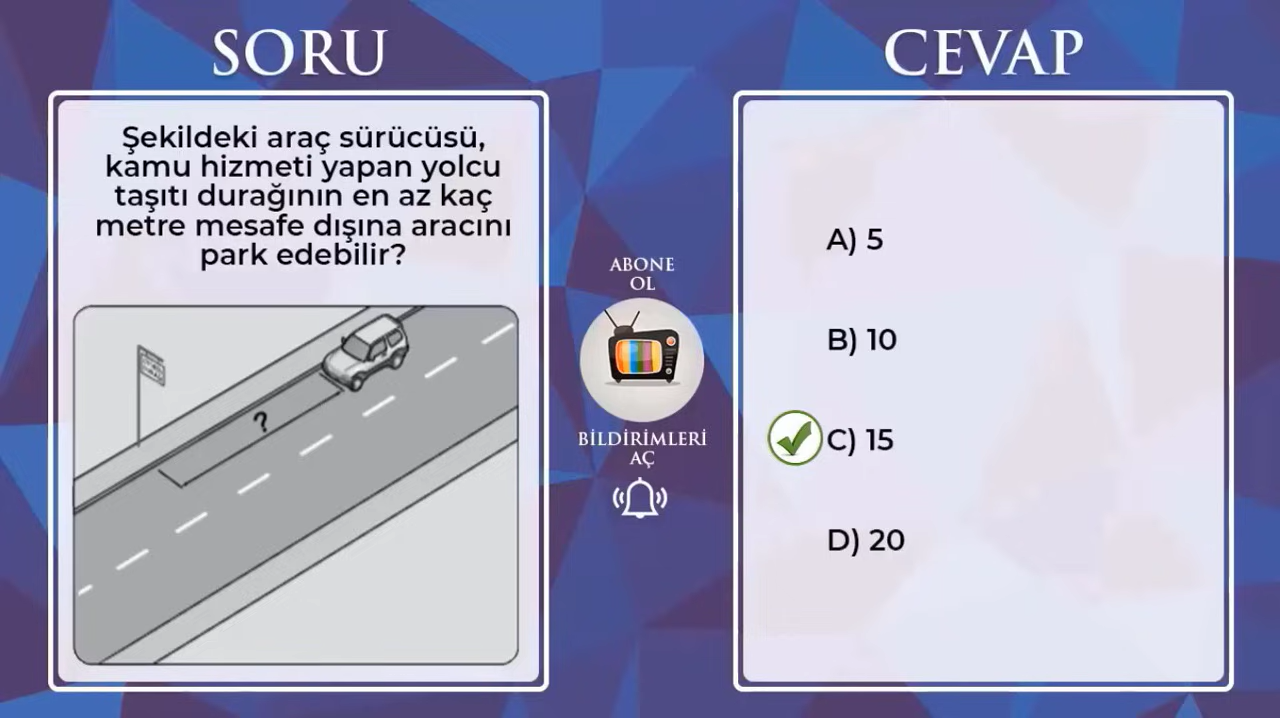 SORU
Şekildeki araç sürücüsü,
kamu hizmeti yapan yolcu
taşıtı durağının en az kaç
metre mesafe dışına aracını
park edebilir?
?
ABONE
OL
BİLDİRİMLERİ
AÇ
CEVAP
A) 5
B) 10
C) 15
D) 20